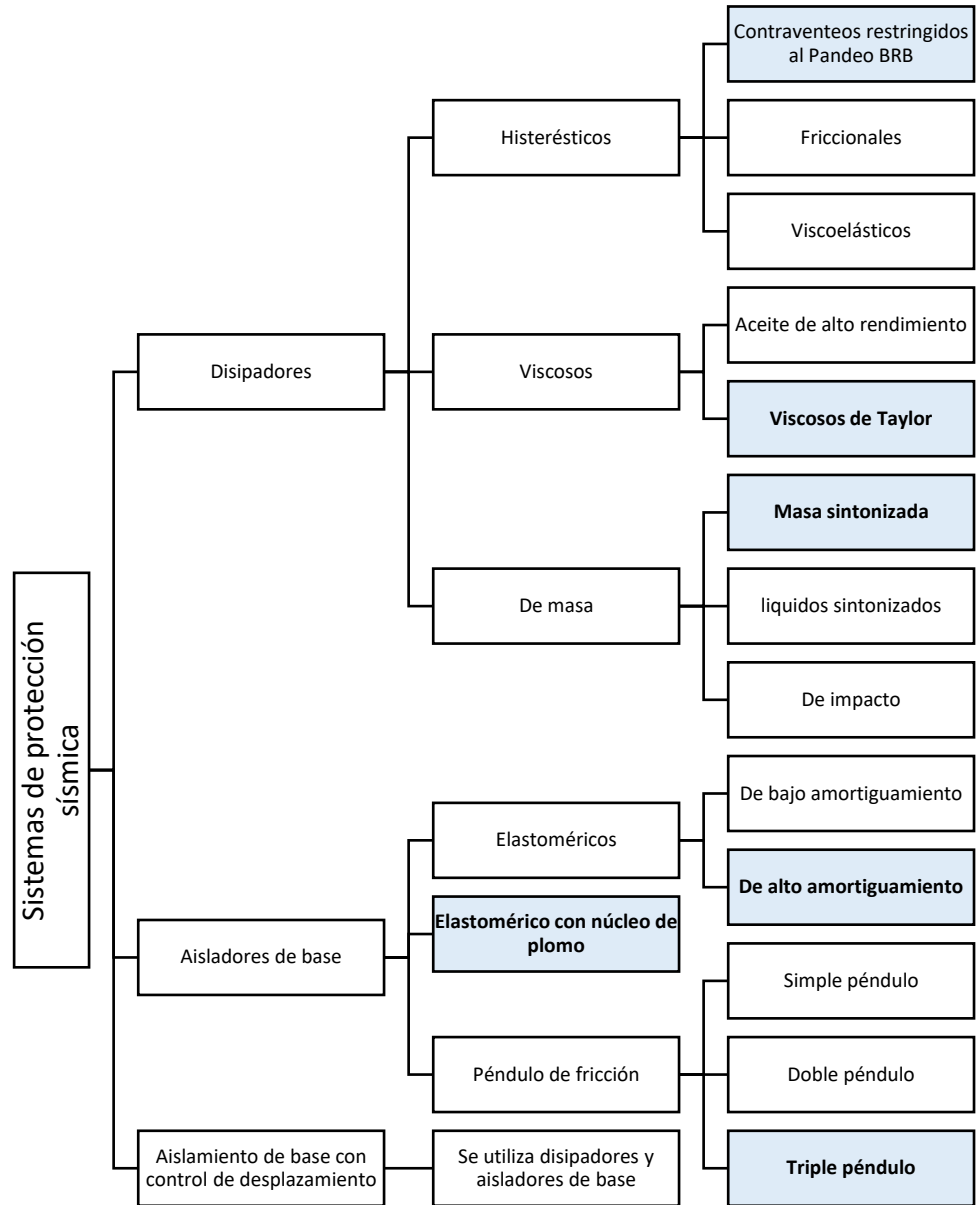 Sistemas de protección
sísmica
Disipadores
Histerésticos
Contraventeos restringidos
al Pandeo BRB
Friccionales
Viscoelásticos
Viscosos
Aceite de alto rendimiento
Viscosos de Taylor
De masa
Masa sintonizada
liquidos sintonizados
De impacto
Aisladores de base
Elastoméricos
De bajo amortiguamiento
De alto amortiguamiento
Elastomérico con núcleo de
plomo
Péndulo de fricción
Simple péndulo
Doble péndulo
Triple péndulo
Aislamiento de base con
control de desplazamiento
Se utiliza disipadores y
aisladores de base